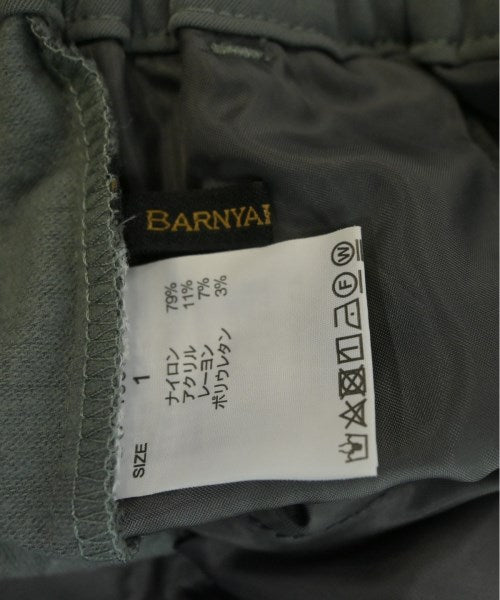 BARNYA
SIZE 1
ナイロン 79%
アクリル 11%
レーヨン 7%
ポリウレタン 3%
F W